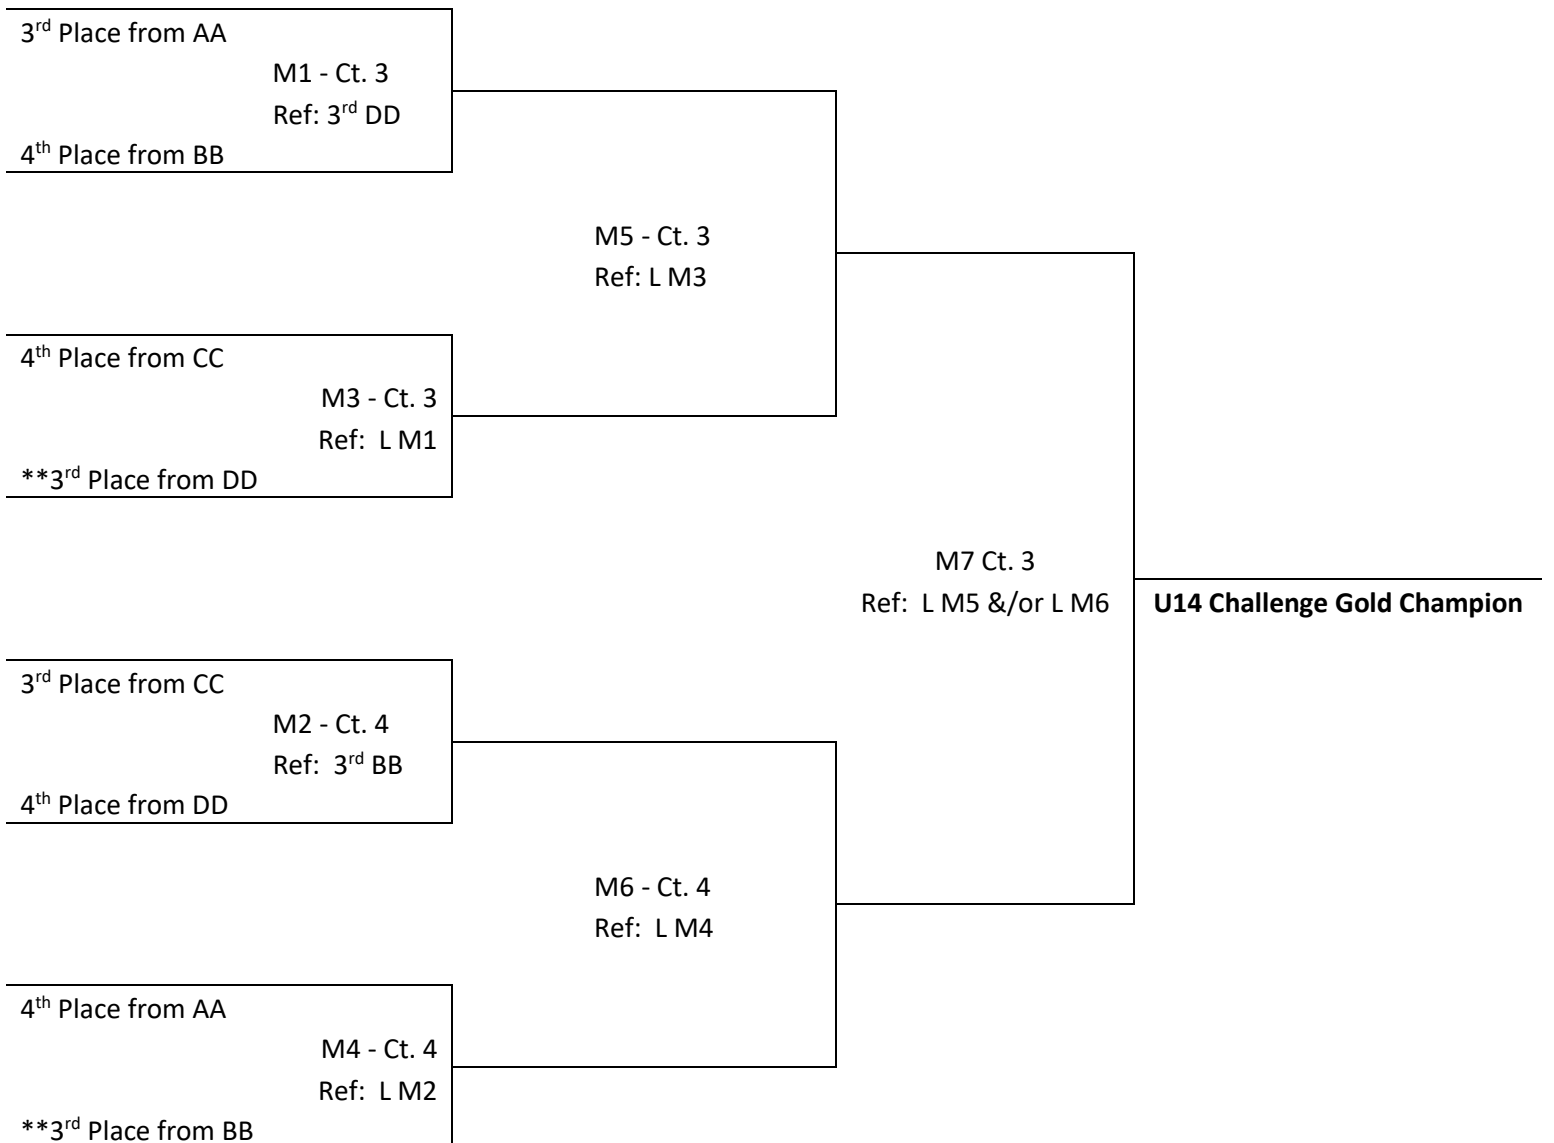 3rd Place from AA
M1 - Ct. 3
Ref: 3rd DD
4th Place from BB
M5 - Ct. 3
Ref: L M3
4th Place from CC
M3 - Ct. 3
Ref: L M1
**3rd Place from DD
M7 Ct. 3
Ref: L M5 &/or L M6
U14 Challenge Gold Champion
3rd Place from CC
M2 - Ct. 4
Ref: 3rd BB
4th Place from DD
M6 - Ct. 4
Ref: L M4
4th Place from AA
M4 - Ct. 4
Ref: L M2
**3rd Place from BB